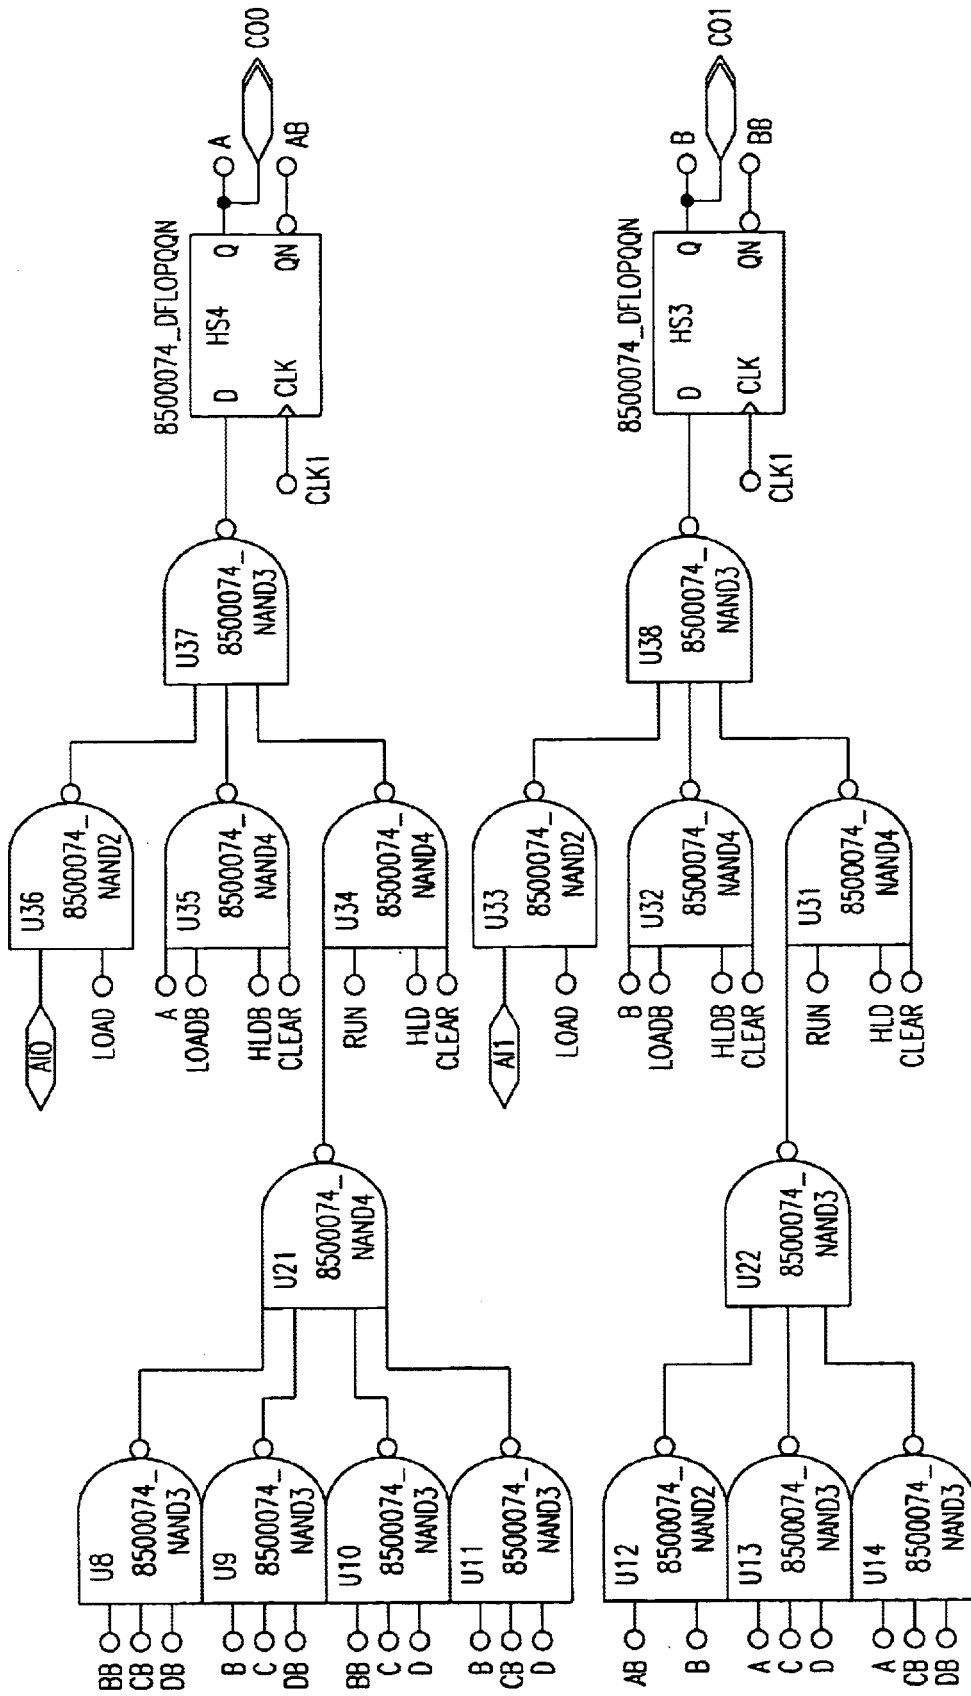 BB
CB
DB
U8
8500074_
NAND3
B
C
DB
U9
8500074_
NAND3
BB
C
D
U10
8500074_
NAND3
B
CB
D
U11
8500074_
NAND3
U21
8500074_
NAND4
AI0
LOAD
U36
8500074_
NAND2
A
LOADB
HLDB
CLEAR
U35
8500074_
NAND4
RUN
HLD
CLEAR
U34
8500074_
NAND4
U37
8500074_
NAND3
8500074_DFLOPQQN
HS4
D
CLK
Q
QN
CLK1
A
AB
CO0
AB
B
U12
8500074_
NAND2
A
C
D
U13
8500074_
NAND3
A
CB
DB
U14
8500074_
NAND3
U22
8500074_
NAND3
AI1
LOAD
U33
8500074_
NAND2
B
LOADB
HLDB
CLEAR
U32
8500074_
NAND4
RUN
HLD
CLEAR
U31
8500074_
NAND4
U38
8500074_
NAND3
8500074_DFLOPQQN
HS3
D
CLK
Q
QN
CLK1
B
BB
CO1